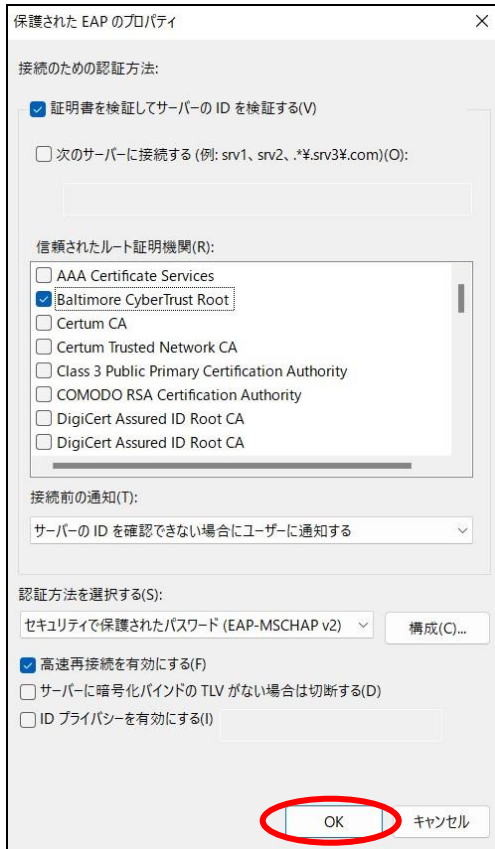 保護された EAP のプロパティ
接続のための認証方法:
証明書を検証してサーバーの ID を検証する(V)
次のサーバーに接続する (例: srv1、srv2、.*¥.srv3¥.com)(O):
信頼されたルート証明機関(R):
AAA Certificate Services
Baltimore CyberTrust Root
Certum CA
Certum Trusted Network CA
Class 3 Public Primary Certification Authority
COMODO RSA Certification Authority
DigiCert Assured ID Root CA
DigiCert Assured ID Root CA
接続前の通知(T):
サーバーの ID を確認できない場合にユーザーに通知する
認証方法を選択する(S):
セキュリティで保護されたパスワード (EAP-MSCHAP v2) 構成(C)...
高速再接続を有効にする(F)
サーバーに暗号化バインドの TLV がない場合は切断する(D)
ID プライバシーを有効にする(I)
OK キャンセル